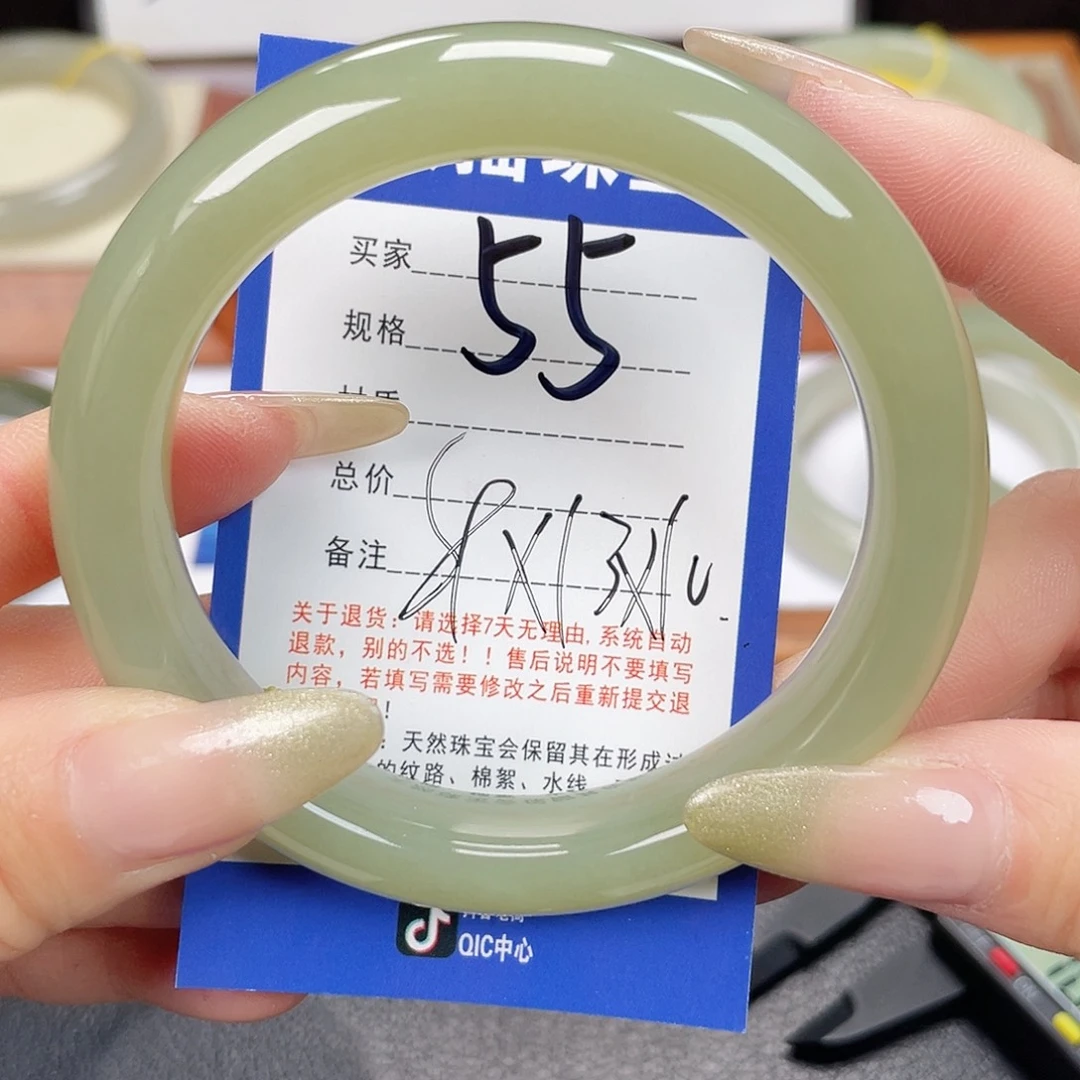 买家
55
规格
材质
总价
备注
关于退货：请选择7天无理由，系统自动
退款，别的不选！！售后说明不要填写
内容，若填写需要修改之后重新提交退
！
：天然珠宝会保留其在形成过
的纹路、棉絮、水线
QIC中心